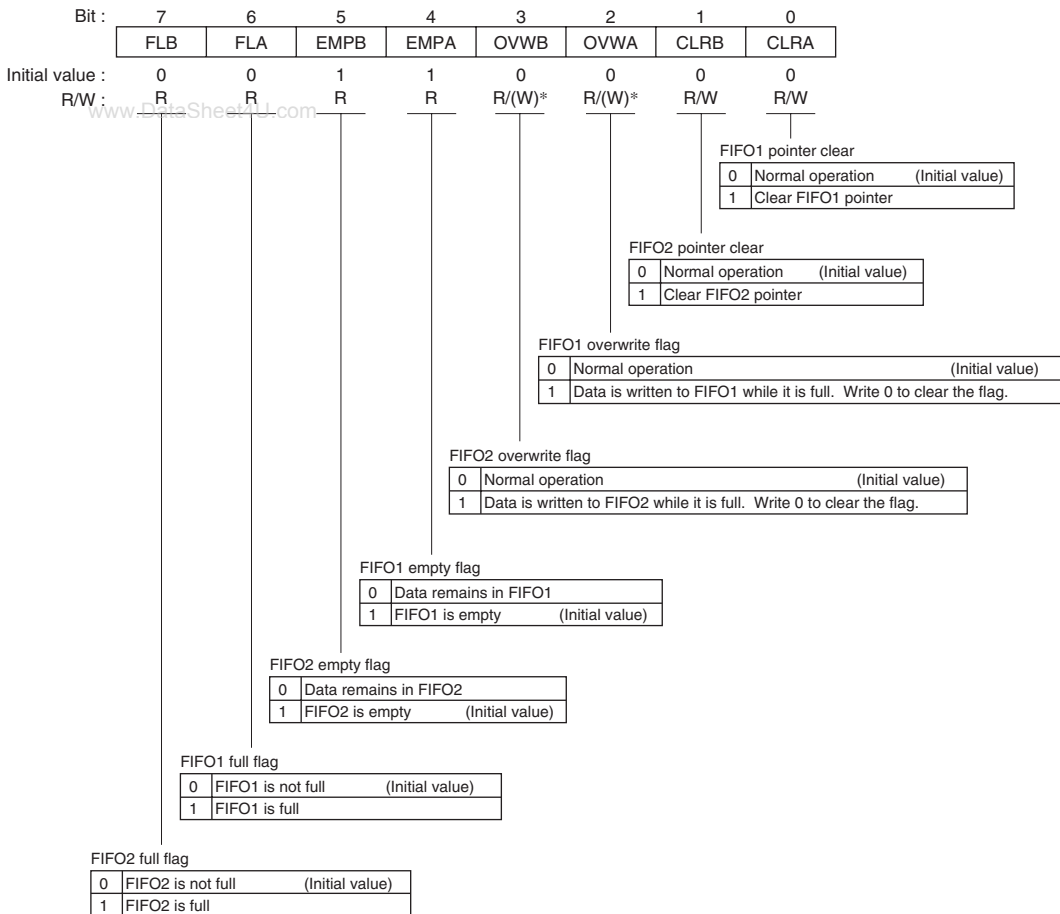 Bit : 7 6 5 4 3 2 1 0
FLB FLA EMPB EMPA OVWB OVWA CLRB CLRA
Initial value : 0 0 1 1 0 0 0 0
R/W : R R R R R/(W)* R/(W)* R/W R/W
www.DataSheet4U.com
FIFO1 pointer clear
0 Normal operation (Initial value)
1 Clear FIFO1 pointer
FIFO2 pointer clear
0 Normal operation (Initial value)
1 Clear FIFO2 pointer
FIFO1 overwrite flag
0 Normal operation (Initial value)
1 Data is written to FIFO1 while it is full. Write 0 to clear the flag.
FIFO2 overwrite flag
0 Normal operation (Initial value)
1 Data is written to FIFO2 while it is full. Write 0 to clear the flag.
FIFO1 empty flag
0 Data remains in FIFO1
1 FIFO1 is empty (Initial value)
FIFO2 empty flag
0 Data remains in FIFO2
1 FIFO2 is empty (Initial value)
FIFO1 full flag
0 FIFO1 is not full (Initial value)
1 FIFO1 is full
FIFO2 full flag
0 FIFO2 is not full (Initial value)
1 FIFO2 is full